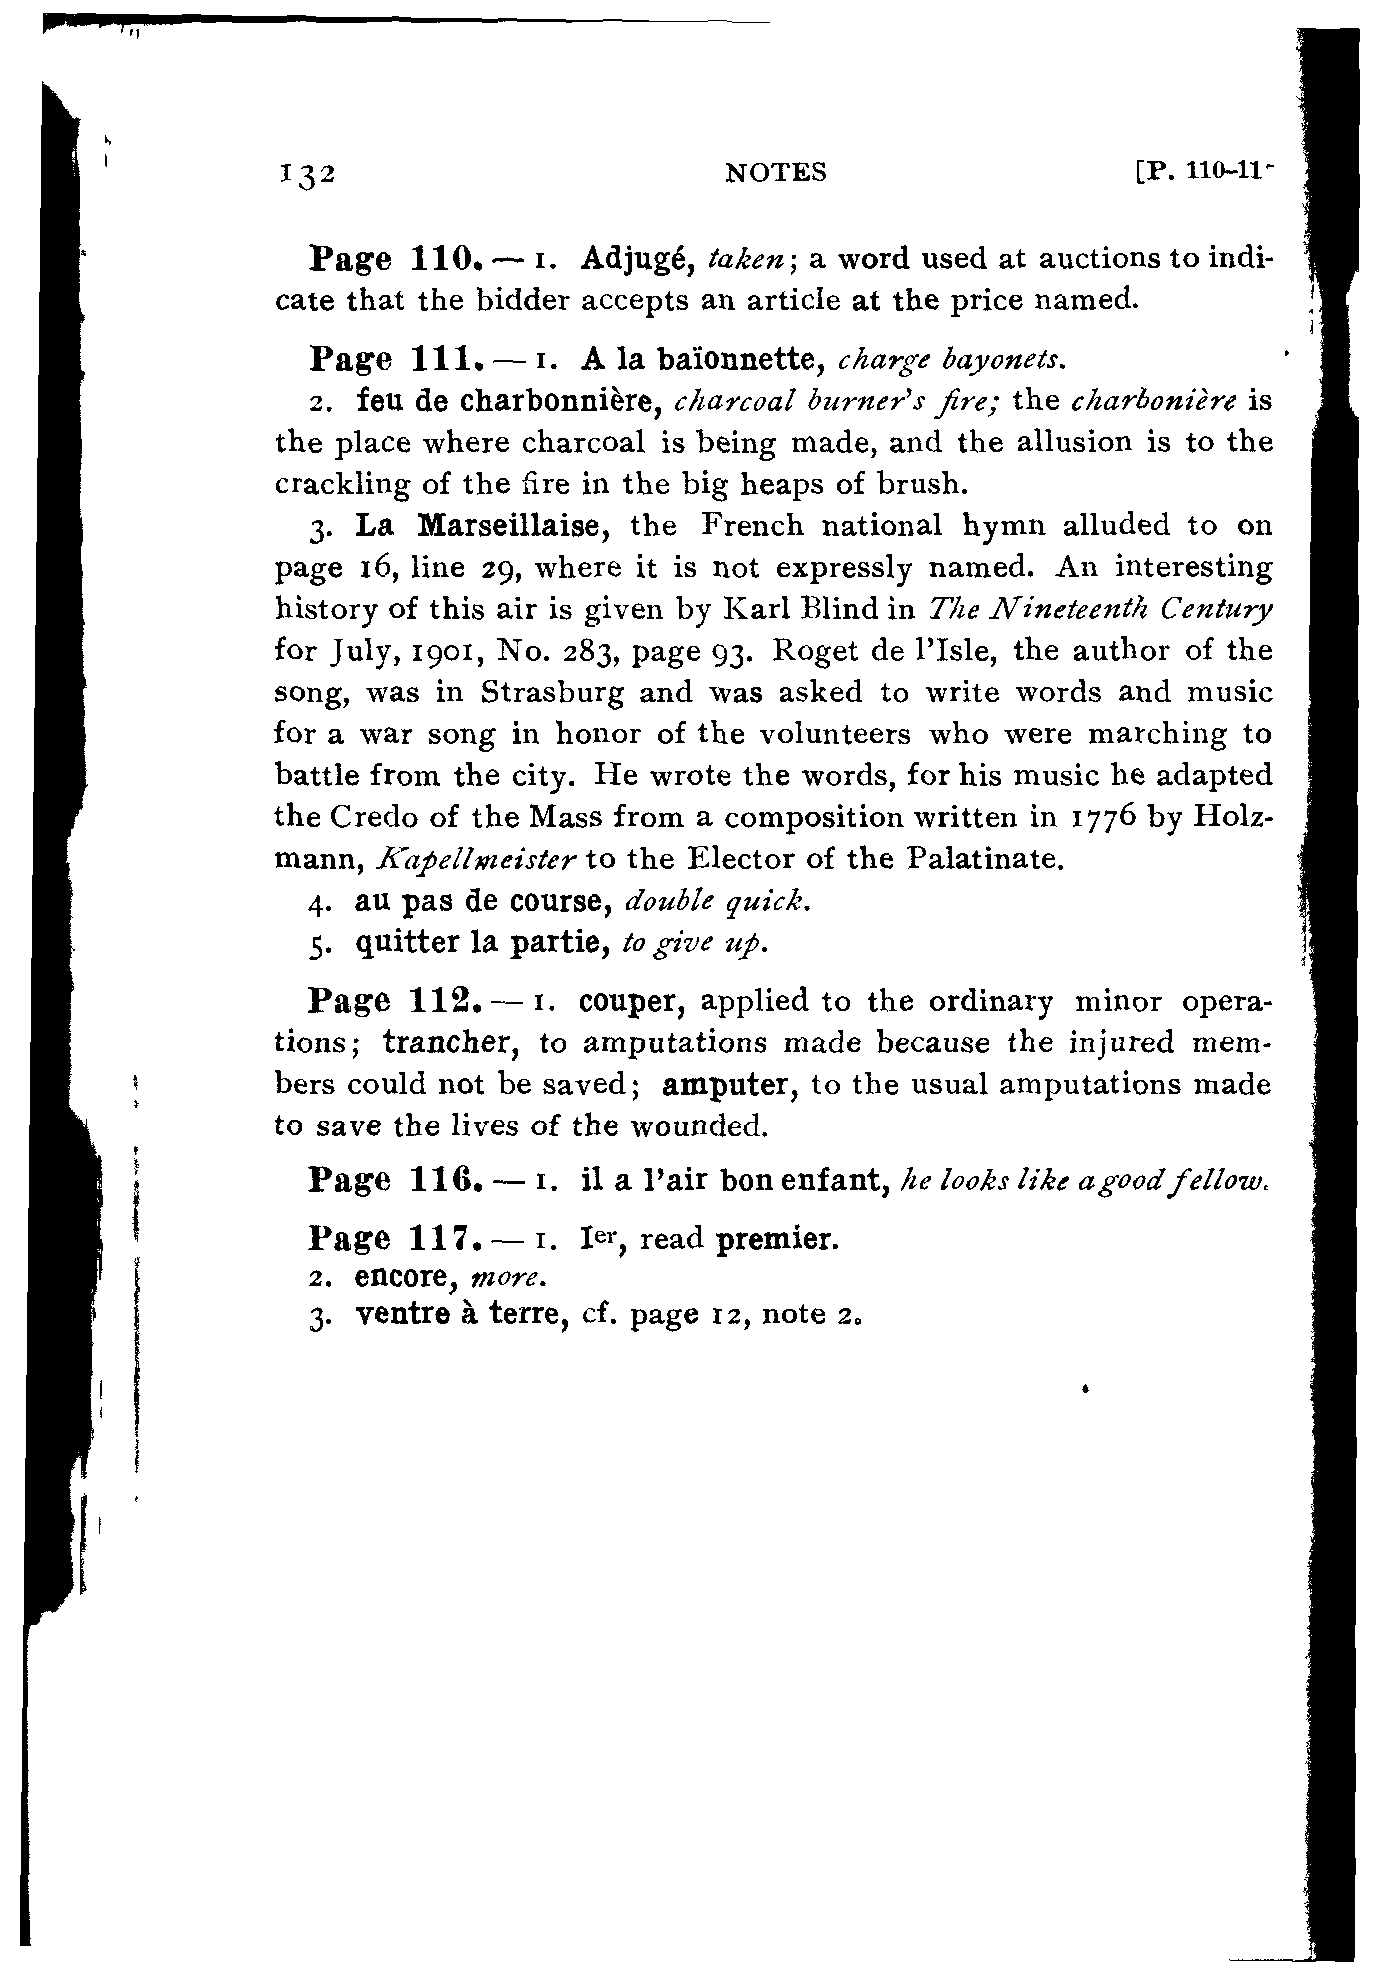 132 NOTES [P. 110–11
Page 110. — 1. Adjugé, taken; a word used at auctions to indi-
cate that the bidder accepts an article at the price named.
Page 111. — 1. A la baïonnette, charge bayonets.
2. feu de charbonnière, charcoal burner's fire; the charbonière is
the place where charcoal is being made, and the allusion is to the
crackling of the fire in the big heaps of brush.
3. La Marseillaise, the French national hymn alluded to on
page 16, line 29, where it is not expressly named. An interesting
history of this air is given by Karl Blind in The Nineteenth Century
for July, 1901, No. 283, page 93. Roget de l'Isle, the author of the
song, was in Strasburg and was asked to write words and music
for a war song in honor of the volunteers who were marching to
battle from the city. He wrote the words, for his music he adapted
the Credo of the Mass from a composition written in 1776 by Holz-
mann, Kapellmeister to the Elector of the Palatinate.
4. au pas de course, double quick.
5. quitter la partie, to give up.
Page 112. — 1. couper, applied to the ordinary minor opera-
tions; trancher, to amputations made because the injured mem-
bers could not be saved; amputer, to the usual amputations made
to save the lives of the wounded.
Page 116. — 1. il a l'air bon enfant, he looks like a good fellow.
Page 117. — 1. Ier, read premier.
2. encore, more.
3. ventre à terre, cf. page 12, note 2.